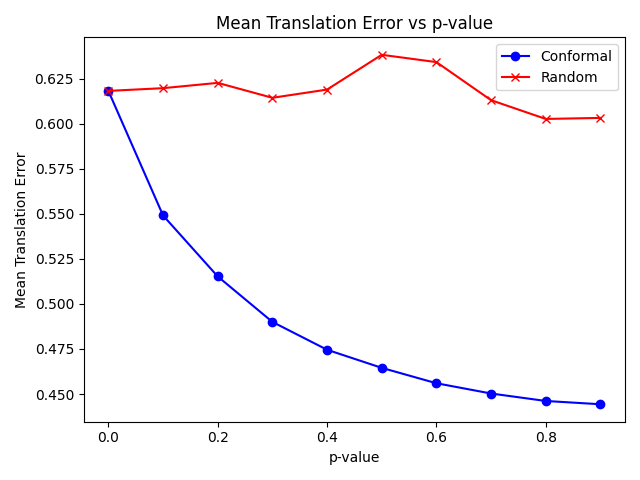 Mean Translation Error vs p-value
Conformal
Random
Mean Translation Error
0.625
0.600
0.575
0.550
0.525
0.500
0.475
0.450
0.0
0.2
0.4
0.6
0.8
p-value